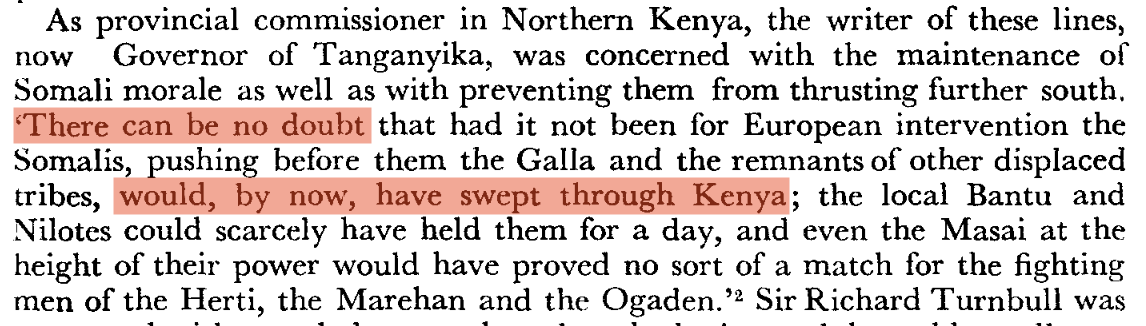 As provincial commissioner in Northern Kenya, the writer of these lines,
now Governor of Tanganyika, was concerned with the maintenance of
Somali morale as well as with preventing them from thrusting further south.
‘There can be no doubt that had it not been for European intervention the
Somalis, pushing before them the Galla and the remnants of other displaced
tribes, would, by now, have swept through Kenya; the local Bantu and
Nilotes could scarcely have held them for a day, and even the Masai at the
height of their power would have proved no sort of a match for the fighting
men of the Herti, the Marehan and the Ogaden.’² Sir Richard Turnbull was